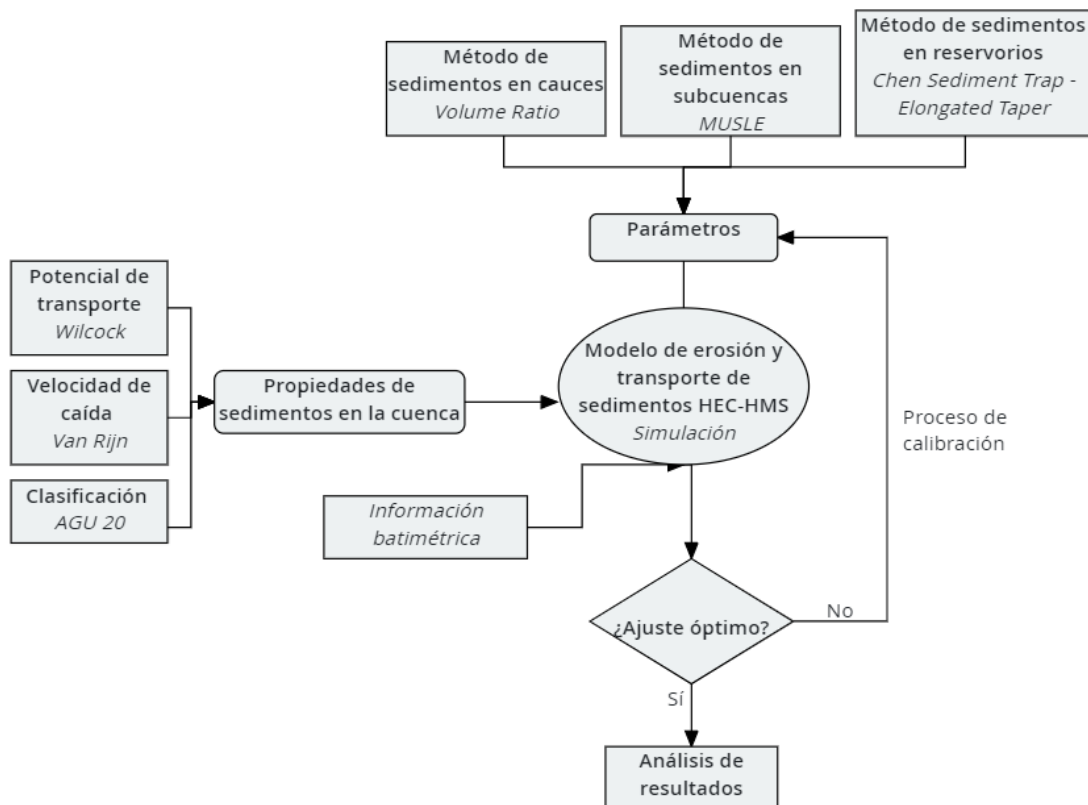 Método de
sedimentos en cauces
Volume Ratio
Método de
sedimentos en
subcuencas
MUSLE
Método de sedimentos
en reservorios
Chen Sediment Trap -
Elongated Taper
Parámetros
Potencial de
transporte
Wilcock
Velocidad de
caída
Van Rijn
Clasificación
AGU 20
Propiedades de
sedimentos en la cuenca
Modelo de erosión y
transporte de
sedimentos HEC-HMS
Simulación
Proceso de
calibración
Información
batimétrica
¿Ajuste óptimo?
No
Sí
Análisis de
resultados